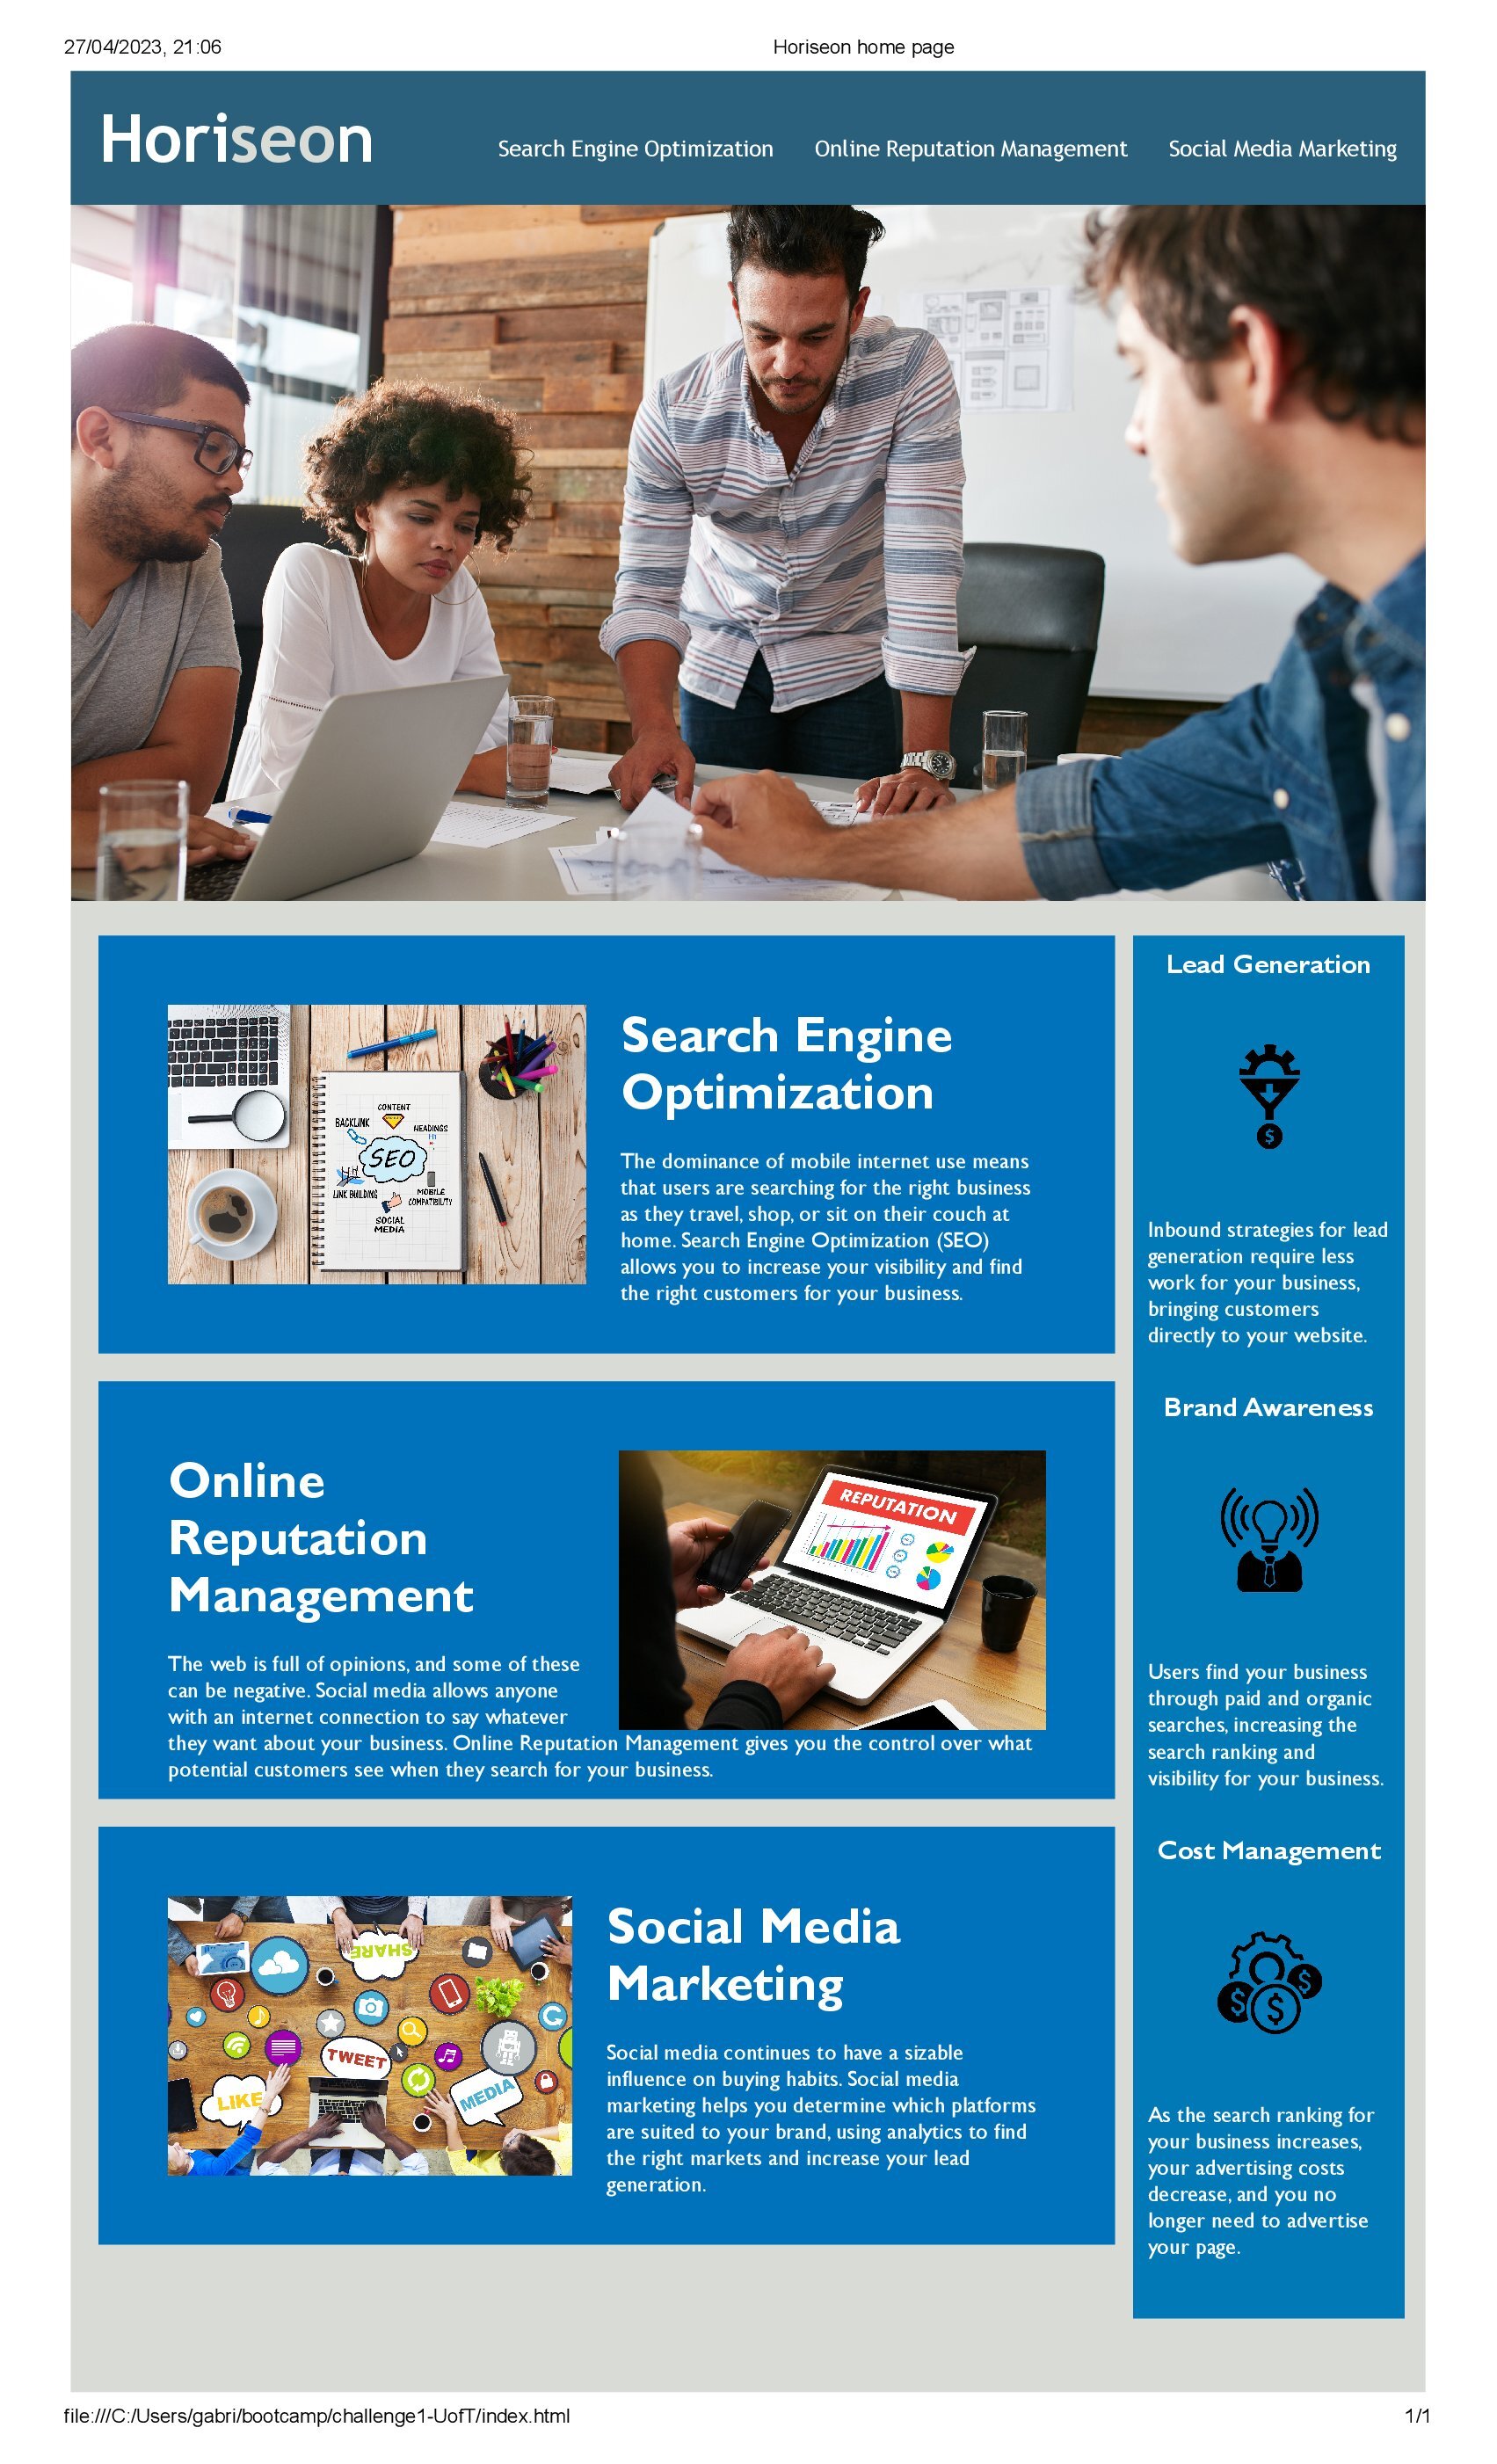 27/04/2023, 21:06
Horiseon home page
Horiseon
Search Engine Optimization
Online Reputation Management
Social Media Marketing
CONTENT
BACKLINK
HEADINGS
H1
SEO
LINK BUILDING
MOBILE
COMPATIBILITY
SOCIAL
MEDIA
Search Engine
Optimization
The dominance of mobile internet use means
that users are searching for the right business
as they travel, shop, or sit on their couch at
home. Search Engine Optimization (SEO)
allows you to increase your visibility and find
the right customers for your business.
Online
Reputation
Management
REPUTATION
The web is full of opinions, and some of these
can be negative. Social media allows anyone
with an internet connection to say whatever
they want about your business. Online Reputation Management gives you the control over what
potential customers see when they search for your business.
SHARE
TWEET
LIKE
MEDIA
Social Media
Marketing
Social media continues to have a sizable
influence on buying habits. Social media
marketing helps you determine which platforms
are suited to your brand, using analytics to find
the right markets and increase your lead
generation.
Lead Generation
$
Inbound strategies for lead
generation require less
work for your business,
bringing customers
directly to your website.
Brand Awareness
Users find your business
through paid and organic
searches, increasing the
search ranking and
visibility for your business.
Cost Management
$
$
$
As the search ranking for
your business increases,
your advertising costs
decrease, and you no
longer need to advertise
your page.
file:///C:/Users/gabri/bootcamp/challenge1-UofT/index.html
1/1